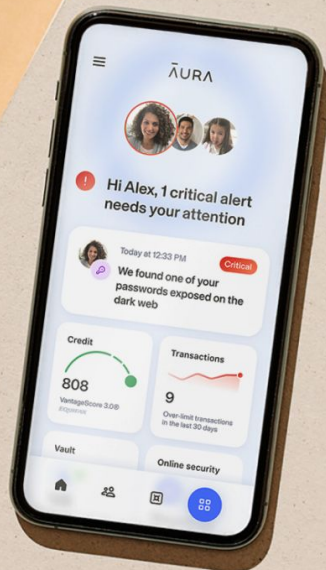 ĀURA
!
Hi Alex, 1 critical alert
needs your attention
Today at 12:33 PM
Critical
We found one of your
passwords exposed on the
dark web
Credit
808
VantageScore 3.0®
Transactions
9
Over-limit transactions
in the last 30 days
Vault
Online security